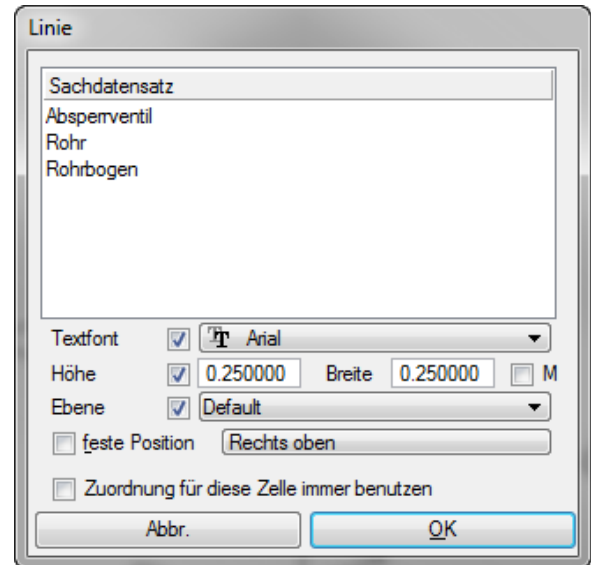 Linie
Sachdatensatz
Absperrventil
Rohr
Rohrbogen
Textfont Arial
Höhe 0.250000 Breite 0.250000 M
Ebene Default
feste Position Rechts oben
Zuordnung für diese Zelle immer benutzen
Abbr. OK